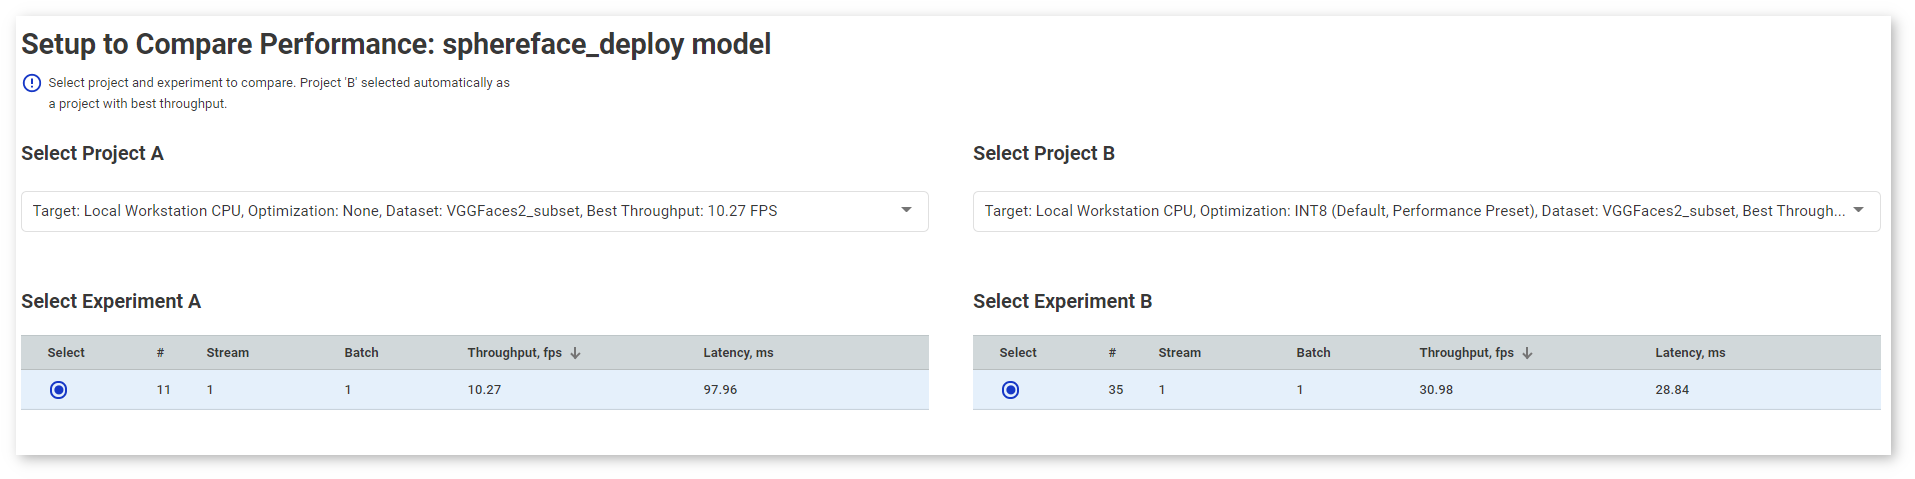 Setup to Compare Performance: sphereface_deploy model
Select project and experiment to compare. Project 'B' selected automatically as
a project with best throughput.
Select Project A
Target: Local Workstation CPU, Optimization: None, Dataset: VGGFaces2_subset, Best Throughput: 10.27 FPS
Select Experiment A
Select # Stream Batch Throughput, fps Latency, ms
11 1 1 10.27 97.96
Select Project B
Target: Local Workstation CPU, Optimization: INT8 (Default, Performance Preset), Dataset: VGGFaces2_subset, Best Through...
Select Experiment B
Select # Stream Batch Throughput, fps Latency, ms
35 1 1 30.98 28.84